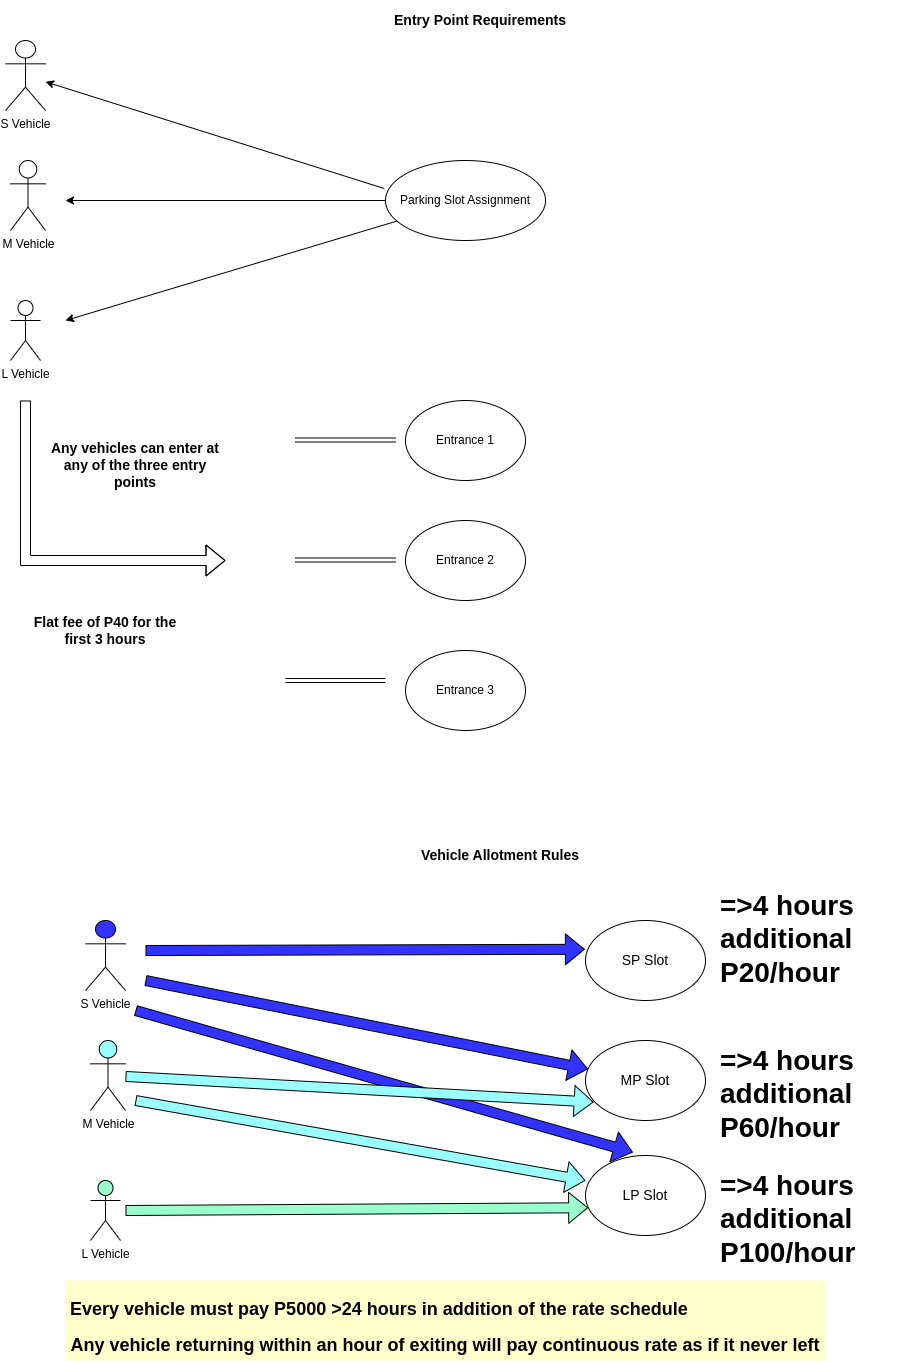 Entry Point Requirements
S Vehicle
Parking Slot Assignment
M Vehicle
L Vehicle
Any vehicles can enter at
any of the three entry
points
Entrance 1
Entrance 2
Flat fee of P40 for the
first 3 hours
Entrance 3
Vehicle Allotment Rules
S Vehicle
SP Slot
=>4 hours
additional
P20/hour
M Vehicle
MP Slot
=>4 hours
additional
P60/hour
L Vehicle
LP Slot
=>4 hours
additional
P100/hour
Every vehicle must pay P5000 >24 hours in addition of the rate schedule
Any vehicle returning within an hour of exiting will pay continuous rate as if it never left